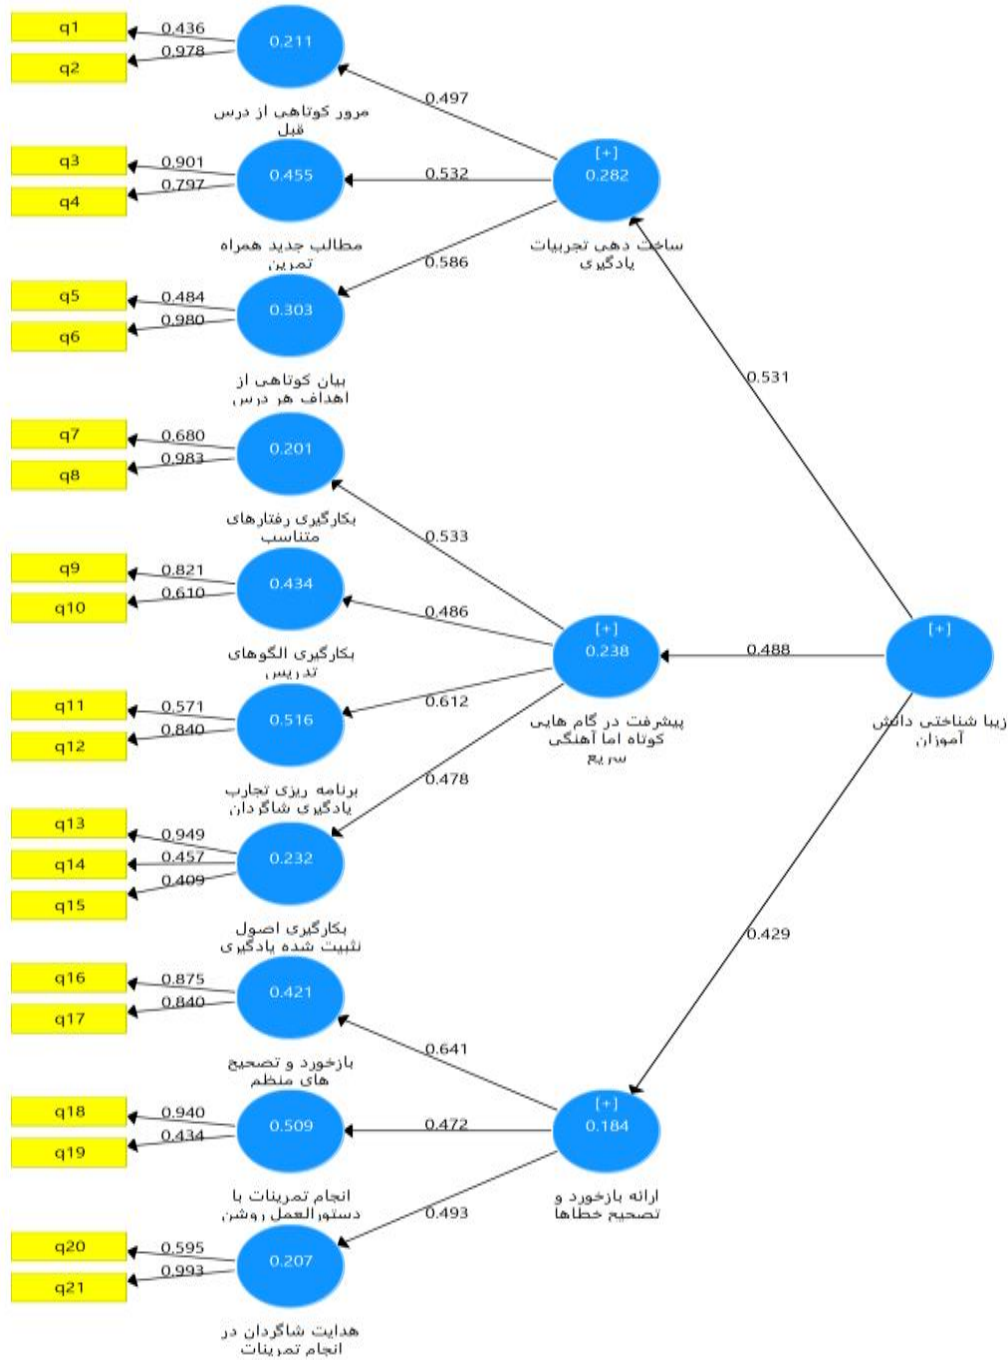 q1
0.436
0.211
q2
0.978
0.497
مرور کوتاهی از درس
قبل
q3
0.901
0.455
q4
0.797
0.532
[+]
0.282
مطالب جدید همراه
تمرین
ساخت دهی تجربیات
یادگیری
0.586
q5
0.484
0.303
q6
0.980
بیان کوتاهی از
اهداف هر درس
0.531
q7
0.680
0.201
q8
0.983
بکارگیری رفتارهای
متناسب
0.533
q9
0.821
0.434
q10
0.610
0.486
بکارگیری الگوهای
تدریس
[+]
0.238
0.488
[+]
q11
0.571
0.516
q12
0.840
0.612
پیشرفت در گام هایی
کوتاه اما آهنگی
سریع
زیبا شناختی دانش
آموزان
برنامه ریزی تجارب
یادگیری شاگردان
0.478
q13
0.949
0.232
q14
0.457
q15
0.409
بکارگیری اصول
تثبیت شده یادگیری
0.429
q16
0.875
0.421
q17
0.840
بازخورد و تصحیح
های منظم
0.641
q18
0.940
0.509
q19
0.434
0.472
[+]
0.184
انجام تمرینات با
دستورالعمل روشن
ارائه بازخورد و
تصحیح خطاها
0.493
q20
0.595
0.207
q21
0.993
هدایت شاگردان در
انجام تمرینات